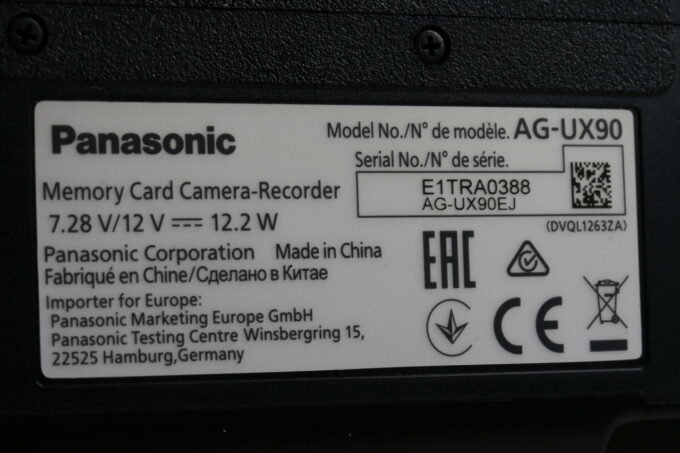 Panasonic
Model No./N° de modèle. AG-UX90
Serial No./N° de série.
E1TRA0388
AG-UX90EJ
(DVQL1263ZA)
Memory Card Camera-Recorder
7.28 V/12 V ⎓ 12.2 W
Panasonic Corporation Made in China
Fabriqué en Chine/Сделано в Китае
Importer for Europe:
Panasonic Marketing Europe GmbH
Panasonic Testing Centre Winsbergring 15,
22525 Hamburg,Germany
EAC
CE